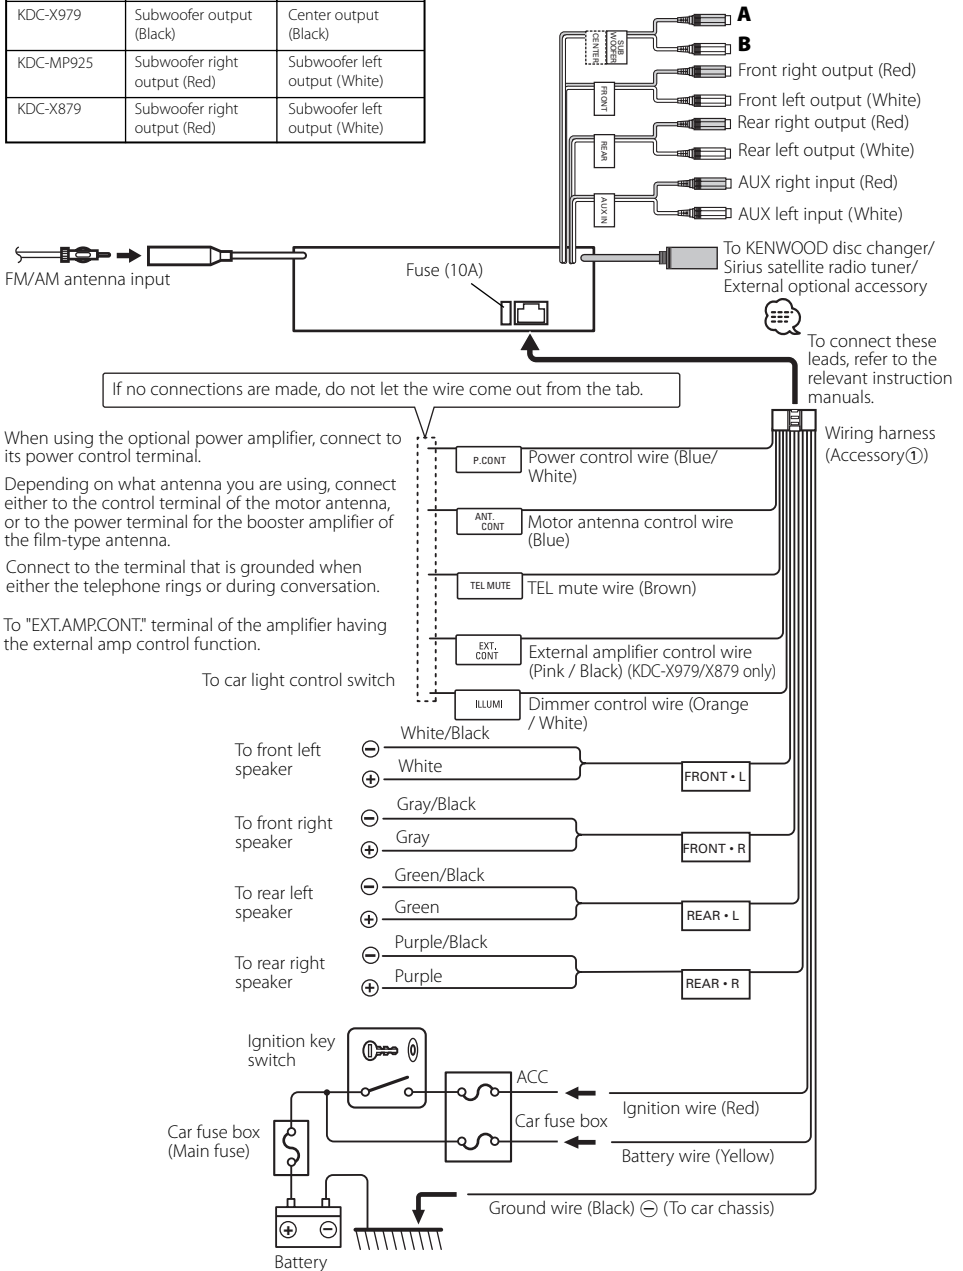 KDC-X979
Subwoofer output
(Black)
Center output
(Black)
KDC-MP925
Subwoofer right
output (Red)
Subwoofer left
output (White)
KDC-X879
Subwoofer right
output (Red)
Subwoofer left
output (White)
SUB
WOOFER
CENTER
A
B
FRONT
Front right output (Red)
Front left output (White)
REAR
Rear right output (Red)
Rear left output (White)
AUX IN
AUX right input (Red)
AUX left input (White)
FM/AM antenna input
Fuse (10A)
To KENWOOD disc changer/
Sirius satellite radio tuner/
External optional accessory
To connect these
leads, refer to the
relevant instruction
manuals.
If no connections are made, do not let the wire come out from the tab.
Wiring harness
(Accessory①)
When using the optional power amplifier, connect to
its power control terminal.
P.CONT
Power control wire (Blue/
White)
Depending on what antenna you are using, connect
either to the control terminal of the motor antenna,
or to the power terminal for the booster amplifier of
the film-type antenna.
ANT.
CONT
Motor antenna control wire
(Blue)
Connect to the terminal that is grounded when
either the telephone rings or during conversation.
TEL MUTE
TEL mute wire (Brown)
To "EXT.AMP.CONT." terminal of the amplifier having
the external amp control function.
EXT.
CONT
External amplifier control wire
(Pink / Black) (KDC-X979/X879 only)
To car light control switch
ILLUMI
Dimmer control wire (Orange
/ White)
To front left
speaker
⊖
White/Black
⊕
White
FRONT • L
To front right
speaker
⊖
Gray/Black
⊕
Gray
FRONT • R
To rear left
speaker
⊖
Green/Black
⊕
Green
REAR • L
To rear right
speaker
⊖
Purple/Black
⊕
Purple
REAR • R
Ignition key
switch
ACC
Ignition wire (Red)
Car fuse box
Car fuse box
(Main fuse)
Battery wire (Yellow)
Ground wire (Black) ⊖ (To car chassis)
⊕ ⊖
Battery